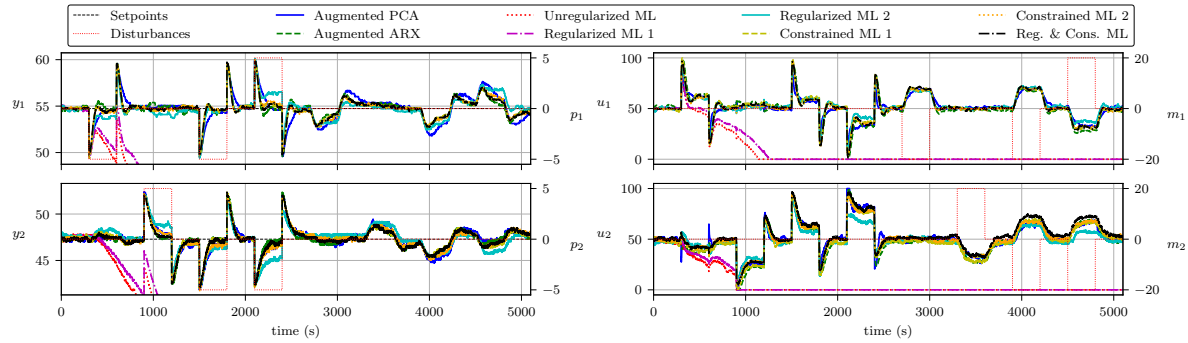 Setpoints Augmented PCA Unregularized ML Regularized ML 2 Constrained ML 2
Disturbances Augmented ARX Regularized ML 1 Constrained ML 1 Reg. & Cons. ML
60
55
50
y1
5
0
−5
p1
100
50
0
u1
20
0
−20
m1
50
45
y2
5
0
−5
p2
100
50
0
u2
20
0
−20
m2
0 1000 2000 3000 4000 5000
time (s)
0 1000 2000 3000 4000 5000
time (s)